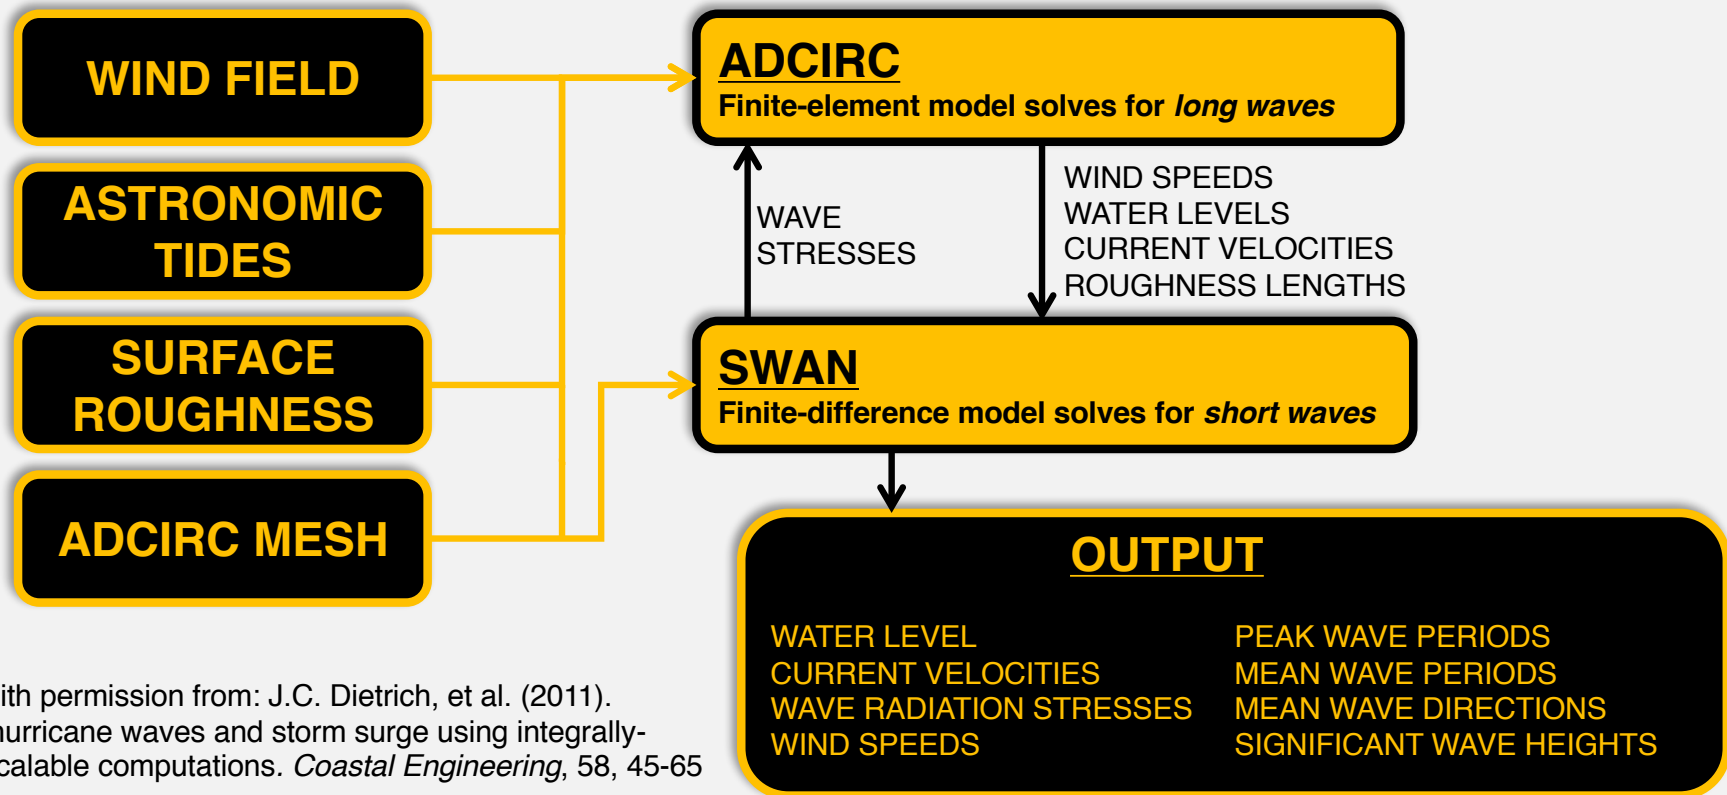 WIND FIELD
ASTRONOMIC
TIDES
SURFACE
ROUGHNESS
ADCIRC MESH
ADCIRC
Finite-element model solves for long waves
WAVE
STRESSES
WIND SPEEDS
WATER LEVELS
CURRENT VELOCITIES
ROUGHNESS LENGTHS
SWAN
Finite-difference model solves for short waves
OUTPUT
WATER LEVEL
CURRENT VELOCITIES
WAVE RADIATION STRESSES
WIND SPEEDS
PEAK WAVE PERIODS
MEAN WAVE PERIODS
MEAN WAVE DIRECTIONS
SIGNIFICANT WAVE HEIGHTS
permission from: J.C. Dietrich, et al. (2011).
waves and storm surge using integrally-
computations. Coastal Engineering, 58, 45-65